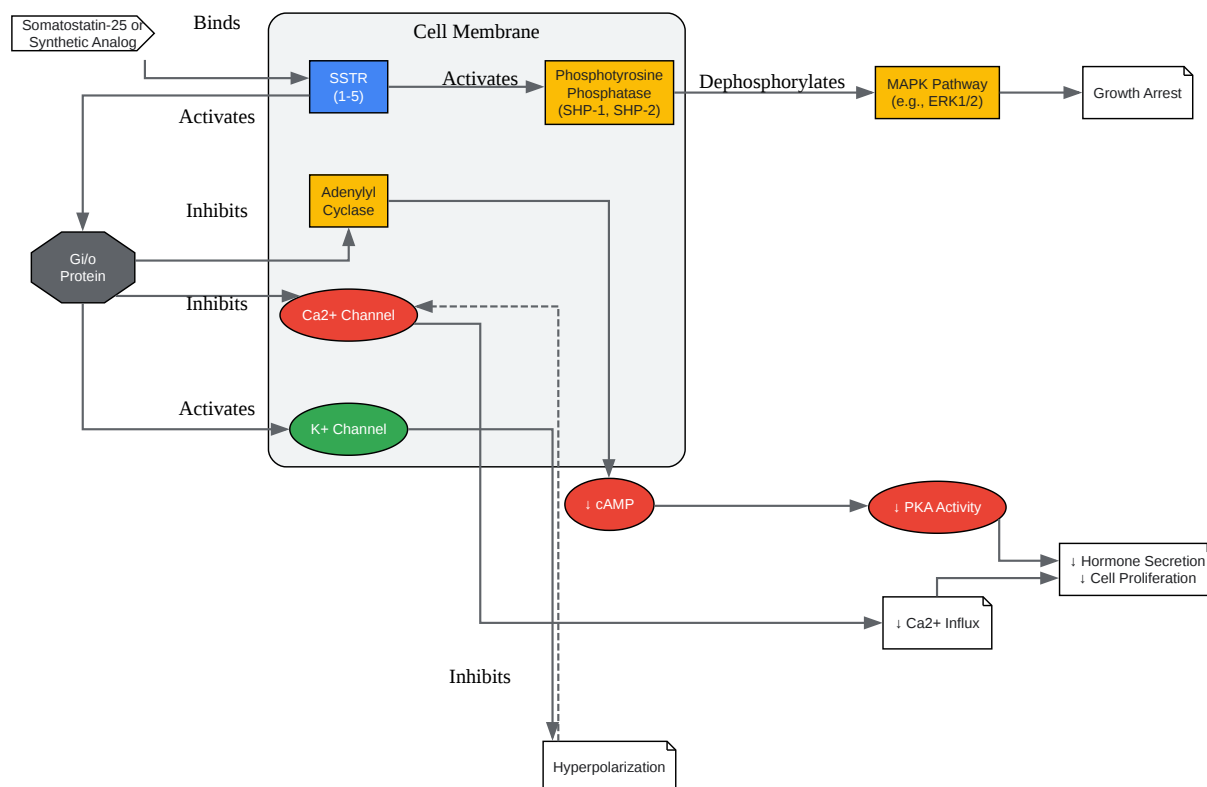 Somatostatin-25 or
Synthetic Analog
Binds
Cell Membrane
SSTR
(1-5)
Activates
Phosphotyrosine
Phosphatase
(SHP-1, SHP-2)
Dephosphorylates
MAPK Pathway
(e.g., ERK1/2)
Growth Arrest
Activates
Adenylyl
Cyclase
Inhibits
Gi/o
Protein
Inhibits
Ca2+ Channel
Activates
K+ Channel
↓ cAMP
↓ PKA Activity
↓ Hormone Secretion
↓ Cell Proliferation
↓ Ca2+ Influx
Inhibits
Hyperpolarization